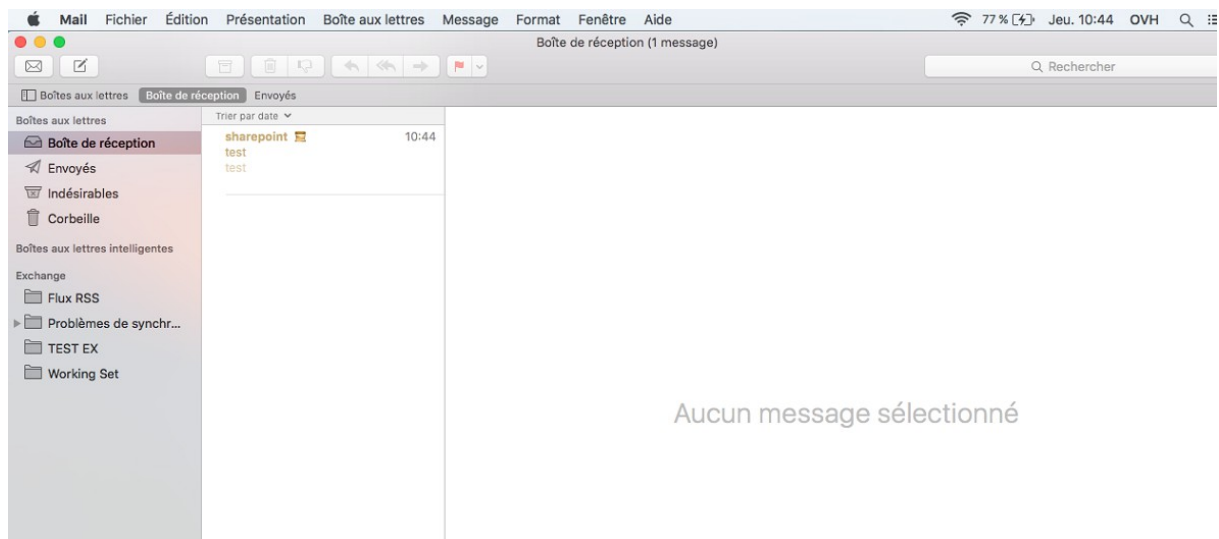 Mail Fichier Édition Présentation Boîte aux lettres Message Format Fenêtre Aide 77 % Jeu. 10:44 OVH
Boîte de réception (1 message)
Rechercher
Boîtes aux lettres Boîte de réception Envoyés
Boîtes aux lettres
Boîte de réception
Envoyés
Indésirables
Corbeille
Boîtes aux lettres intelligentes
Exchange
Flux RSS
Problèmes de synchr...
TEST EX
Working Set
Trier par date
sharepoint 10:44
test
test
Aucun message sélectionné